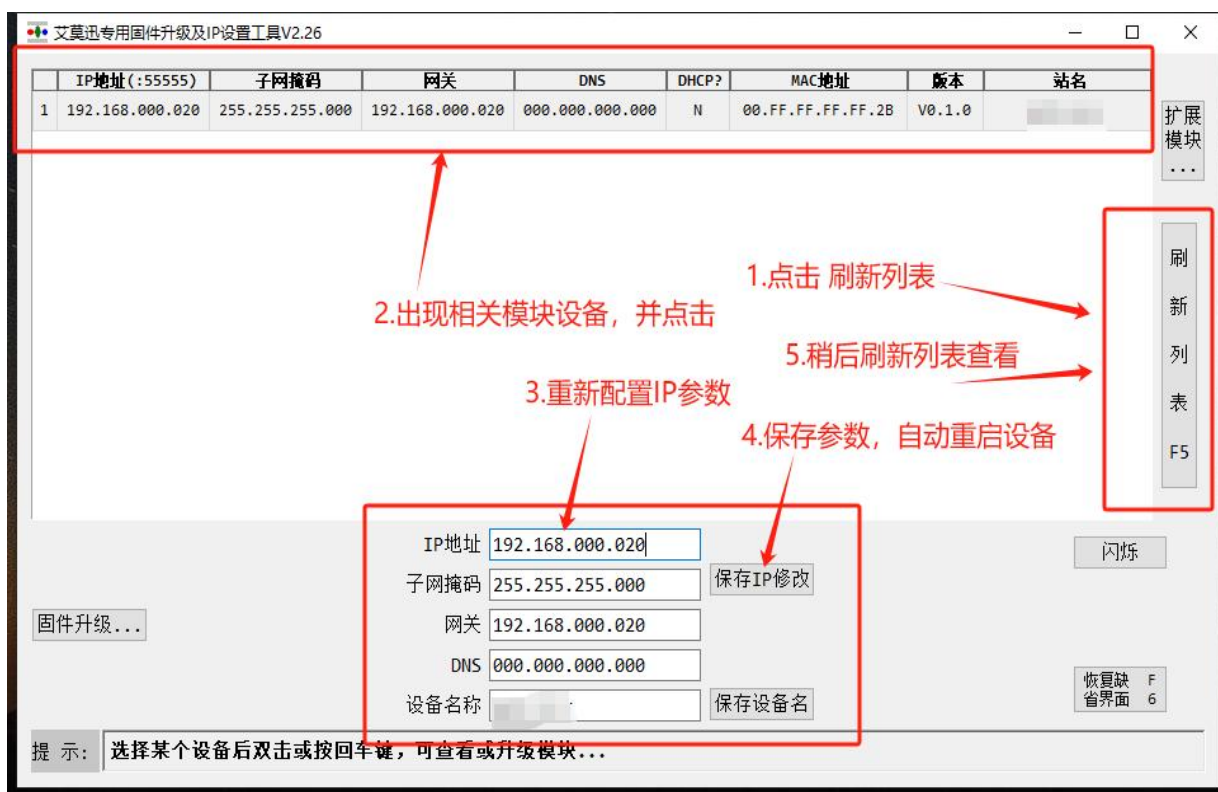 艾莫迅专用固件升级及IP设置工具V2.26
IP地址(:55555) 子网掩码 网关 DNS DHCP? MAC地址 版本 站名
1 192.168.000.020 255.255.255.000 192.168.000.020 000.000.000.000 N 00.FF.FF.FF.FF.2B V0.1.0
扩展
模块
...
刷
新
列
表
F5
1.点击 刷新列表
2.出现相关模块设备，并点击
5.稍后刷新列表查看
3.重新配置IP参数
4.保存参数，自动重启设备
IP地址 192.168.000.020
子网掩码 255.255.255.000
保存IP修改
网关 192.168.000.020
DNS 000.000.000.000
设备名称
保存设备名
闪烁
固件升级...
恢复缺 F
省界面 6
提 示: 选择某个设备后双击或按回车键，可查看或升级模块...